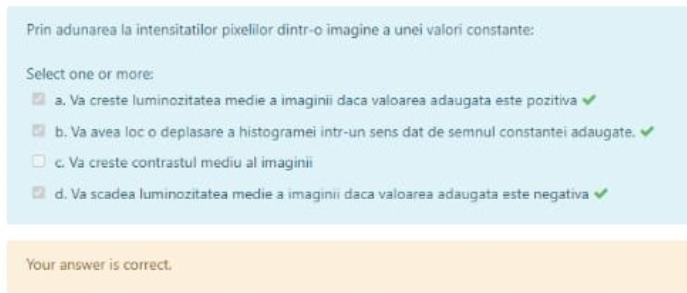 Prin adunarea la intensitatilor pixelilor dintr-o imagine a unei valori constante:
Select one or more:
a. Va creste luminozitatea medie a imaginii daca valoarea adaugata este pozitiva
b. Va avea loc o deplasare a histogramei intr-un sens dat de semnul constantei adaugate.
c. Va creste contrastul mediu al imaginii
d. Va scadea luminozitatea medie a imaginii daca valoarea adaugata este negativa
Your answer is correct.